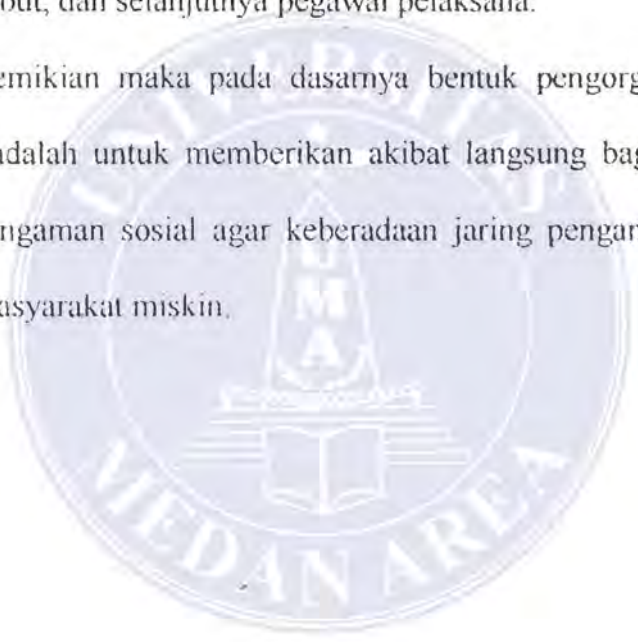 but, dan selanjutnya pegawai pelaksana.
emikian maka pada dasarnya bentuk pengorg
adalah untuk memberikan akibat langsung bag
ngaman sosial agar keberadaan jaring pengar
asyarakat miskin.
UNIVERSITAS
UMA
MEDAN AREA